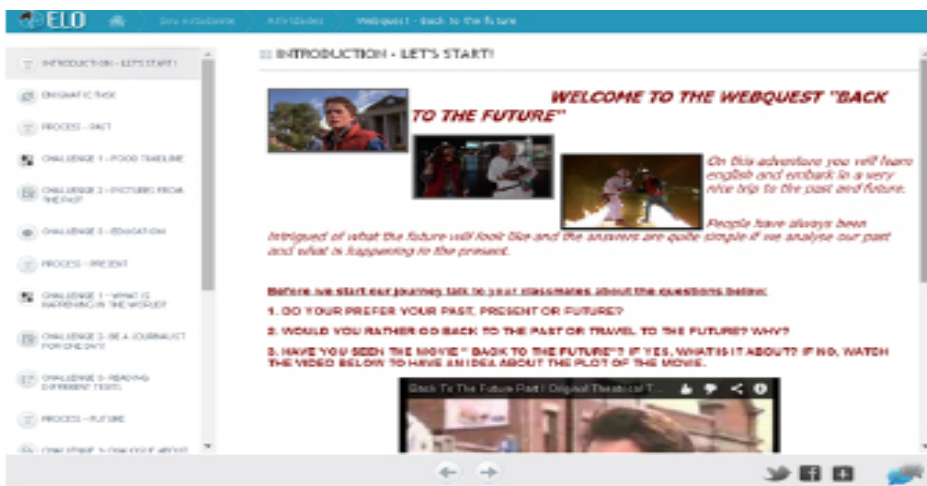 ELO Sou estudante Atividades Webquest - Back to the future
INTRODUCTION - LET'S START!
ENIGMATIC TASK
PROCESS - PAST
CHALLENGE 1 - FOOD TIMELINE
CHALLENGE 2 - PICTURES FROM
THE PAST
CHALLENGE 3 - EDUCATION
PROCESS - PRESENT
CHALLENGE 1 - WHAT IS
HAPPENING IN THE WORLD?
CHALLENGE 2- BE A JOURNALIST
FOR ONE DAY!
CHALLENGE 3- READING
DIFFERENT TEXTS
PROCESS - FUTURE
CHALLENGE 1- DIALOGUE ABOUT
INTRODUCTION - LET'S START!
WELCOME TO THE WEBQUEST "BACK
TO THE FUTURE"
On this adventure you will learn
english and embark in a very
nice trip to the past and future.
People have always been
intrigued of what the future will look like and the answers are quite simple if we analyse our past
and what is happening in the present.
Before we start our journey talk to your classmates about the questions below:
1. DO YOUR PREFER YOUR PAST, PRESENT OR FUTURE?
2. WOULD YOU RATHER GO BACK TO THE PAST OR TRAVEL TO THE FUTURE? WHY?
3. HAVE YOU SEEN THE MOVIE " BACK TO THE FUTURE"? IF YES, WHAT IS IT ABOUT? IF NO, WATCH
THE VIDEO BELOW TO HAVE AN IDEA ABOUT THE PLOT OF THE MOVIE.
Back To The Future Part I Original Theatrical T...